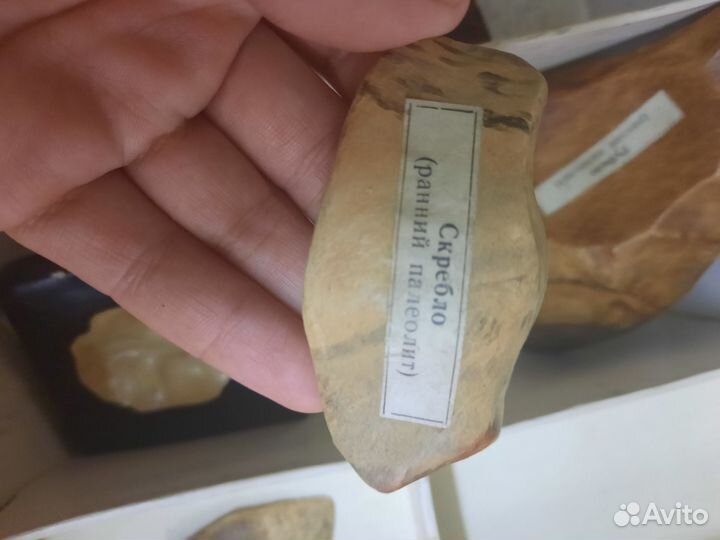 Скребло
(ранний палеолит)
Avito